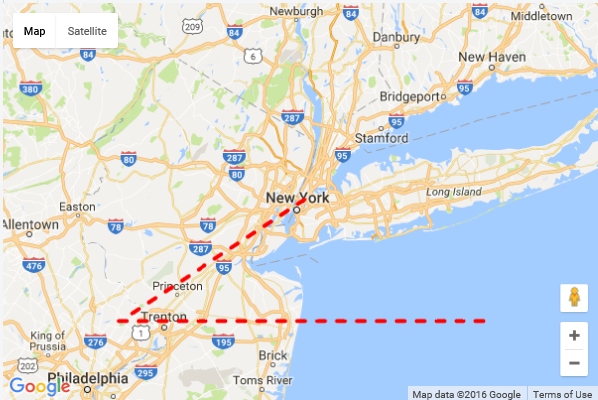 Newburgh
84
Middletown
Map Satellite
209
84
Danbury
84
6
New Haven
84
380
95
Bridgeport
287
95
Stamford
80
287
95
80
Long Island
New York
Easton
78
78
Allentown
287
476
95
Princeton
Trenton
1
King of
Prussia
276
195
Brick
202
295
Philadelphia
Toms River
Google
Map data ©2016 Google Terms of Use
+
−